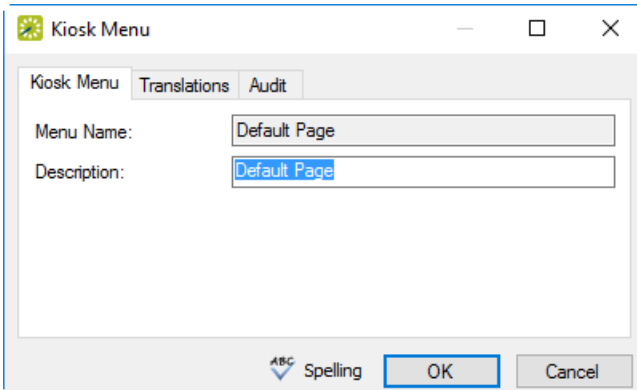 Kiosk Menu
Kiosk Menu Translations Audit
Menu Name: Default Page
Description: Default Page
ABC Spelling OK Cancel